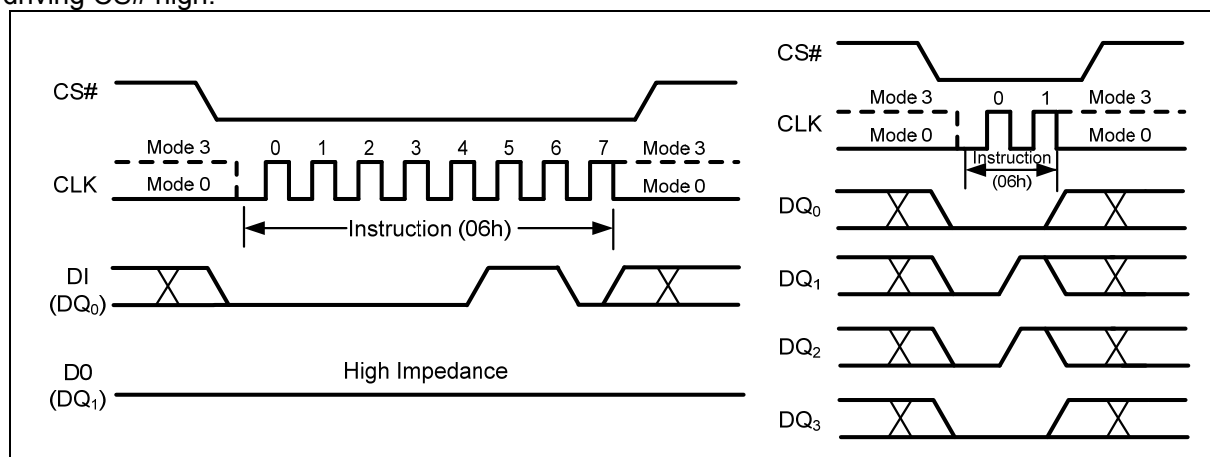 driving CS# high.
CS#
Mode 3
0 1 2 3 4 5 6 7
Mode 3
CLK
Mode 0
Mode 0
Instruction (06h)
DI
(DQ0)
D0
(DQ1)
High Impedance
CS#
Mode 3
0 1
Mode 3
CLK
Mode 0
Mode 0
Instruction
(06h)
DQ0
DQ1
DQ2
DQ3